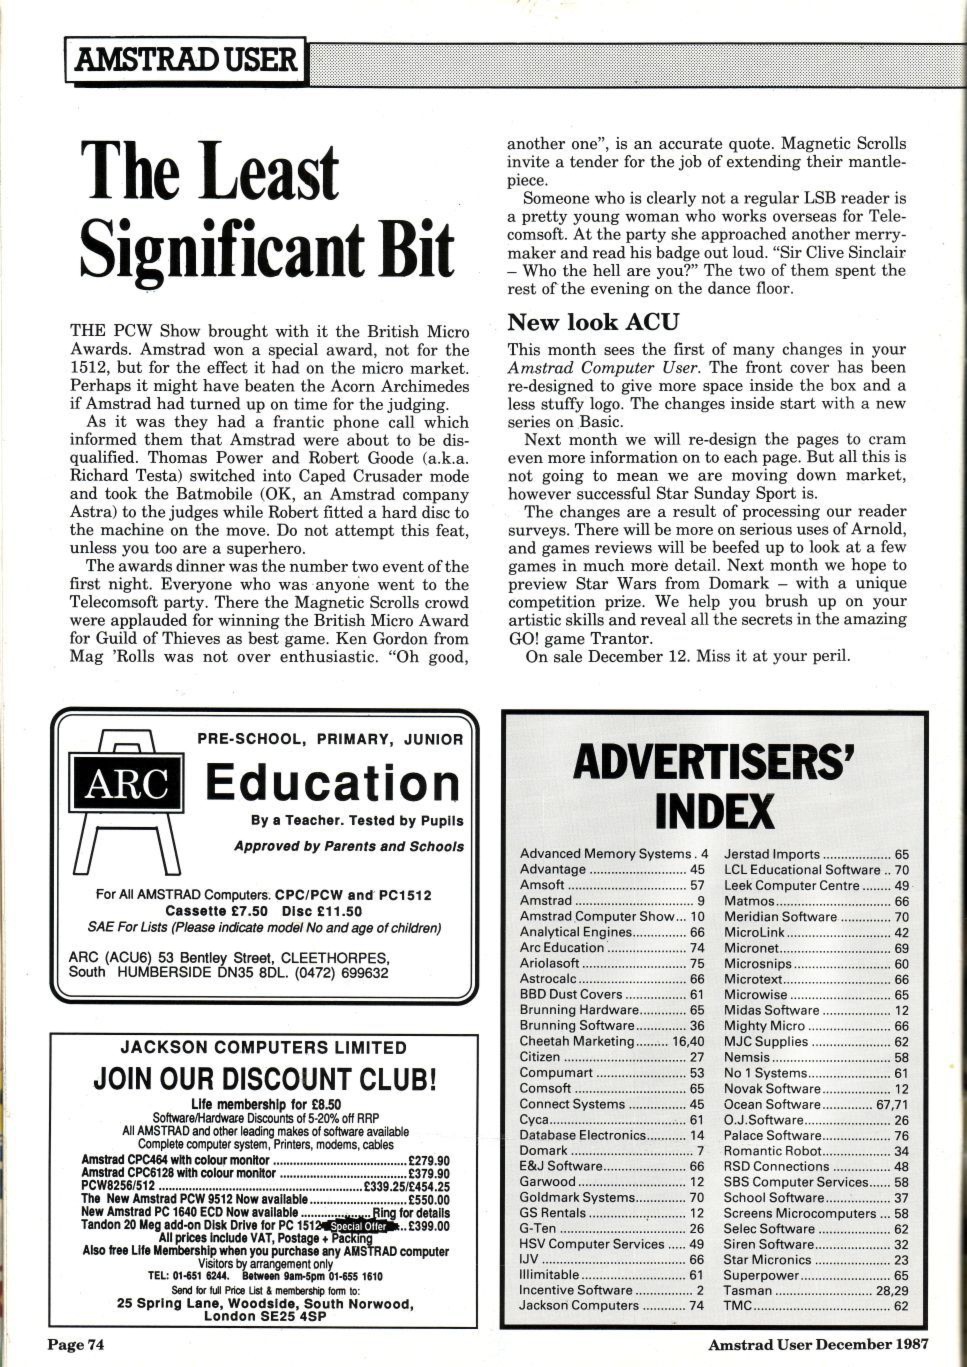 AMSTRAD USER
The Least
Significant Bit
THE PCW Show brought with it the British Micro
Awards. Amstrad won a special award, not for the
1512, but for the effect it had on the micro market.
Perhaps it might have beaten the Acorn Archimedes
if Amstrad had turned up on time for the judging.
As it was they had a frantic phone call which
informed them that Amstrad were about to be dis-
qualified. Thomas Power and Robert Goode (a.k.a.
Richard Testa) switched into Caped Crusader mode
and took the Batmobile (OK, an Amstrad company
Astra) to the judges while Robert fitted a hard disc to
the machine on the move. Do not attempt this feat,
unless you too are a superhero.
The awards dinner was the number two event of the
first night. Everyone who was anyone went to the
Telecomsoft party. There the Magnetic Scrolls crowd
were applauded for winning the British Micro Award
for Guild of Thieves as best game. Ken Gordon from
Mag 'Rolls was not over enthusiastic. "Oh good,
another one", is an accurate quote. Magnetic Scrolls
invite a tender for the job of extending their mantle-
piece.
Someone who is clearly not a regular LSB reader is
a pretty young woman who works overseas for Tele-
comsoft. At the party she approached another merry-
maker and read his badge out loud. "Sir Clive Sinclair
– Who the hell are you?" The two of them spent the
rest of the evening on the dance floor.
New look ACU
This month sees the first of many changes in your
Amstrad Computer User. The front cover has been
re-designed to give more space inside the box and a
less stuffy logo. The changes inside start with a new
series on Basic.
Next month we will re-design the pages to cram
even more information on to each page. But all this is
not going to mean we are moving down market,
however successful Star Sunday Sport is.
The changes are a result of processing our reader
surveys. There will be more on serious uses of Arnold,
and games reviews will be beefed up to look at a few
games in much more detail. Next month we hope to
preview Star Wars from Domark – with a unique
competition prize. We help you brush up on your
artistic skills and reveal all the secrets in the amazing
GO! game Trantor.
On sale December 12. Miss it at your peril.
ARC
PRE-SCHOOL, PRIMARY, JUNIOR
Education
By a Teacher. Tested by Pupils
Approved by Parents and Schools
For All AMSTRAD Computers. CPC/PCW and PC1512
Cassette £7.50 Disc £11.50
SAE For Lists (Please indicate model No and age of children)
ARC (ACU6) 53 Bentley Street, CLEETHORPES,
South HUMBERSIDE DN35 8DL. (0472) 699632
JACKSON COMPUTERS LIMITED
JOIN OUR DISCOUNT CLUB!
Life membership for £8.50
Software/Hardware Discounts of 5-20% off RRP
All AMSTRAD and other leading makes of software available
Complete computer system, Printers, modems, cables
Amstrad CPC464 with colour monitor ........ £279.90
Amstrad CPC6128 with colour monitor ........ £379.90
PCW8256/512 ........ £339.25/£454.25
The New Amstrad PCW 9512 Now available ........ £550.00
New Amstrad PC 1640 ECD Now available ........ Ring for details
Tandon 20 Meg add-on Disk Drive for PC 1512 Special Offer ..£399.00
All prices include VAT, Postage + Packing
Also free Life Membership when you purchase any AMSTRAD computer
Visitors by arrangement only
TEL: 01-651 6244. Between 9am-5pm 01-655 1610
Send for full Price List & membership form to:
25 Spring Lane, Woodside, South Norwood,
London SE25 4SP
ADVERTISERS'
INDEX
Advanced Memory Systems . 4
Advantage ........ 45
Amsoft ........ 57
Amstrad ........ 9
Amstrad Computer Show... 10
Analytical Engines ........ 66
Arc Education ........ 74
Ariolasoft ........ 75
Astrocalc ........ 66
BBD Dust Covers ........ 61
Brunning Hardware ........ 65
Brunning Software ........ 36
Cheetah Marketing ........ 16,40
Citizen ........ 27
Compumart ........ 53
Comsoft ........ 65
Connect Systems ........ 45
Cyca ........ 61
Database Electronics ........ 14
Domark ........ 7
E&J Software ........ 66
Garwood ........ 12
Goldmark Systems ........ 70
GS Rentals ........ 12
G-Ten ........ 26
HSV Computer Services ..... 49
IJV ........ 66
Illimitable ........ 61
Incentive Software ........ 2
Jackson Computers ........ 74
Jerstad Imports ........ 65
LCL Educational Software .. 70
Leek Computer Centre ........ 49
Matmos ........ 66
Meridian Software ........ 70
MicroLink ........ 42
Micronet ........ 69
Microsnips ........ 60
Microtext ........ 66
Microwise ........ 65
Midas Software ........ 12
Mighty Micro ........ 66
MJC Supplies ........ 62
Nemsis ........ 58
No 1 Systems ........ 61
Novak Software ........ 12
Ocean Software ........ 67,71
O.J.Software ........ 26
Palace Software ........ 76
Romantic Robot ........ 34
RSD Connections ........ 48
SBS Computer Services ...... 58
School Software ........ 37
Screens Microcomputers ... 58
Selec Software ........ 62
Siren Software ........ 32
Star Micronics ........ 23
Superpower ........ 65
Tasman ........ 28,29
TMC ........ 62
Page 74
Amstrad User December 1987